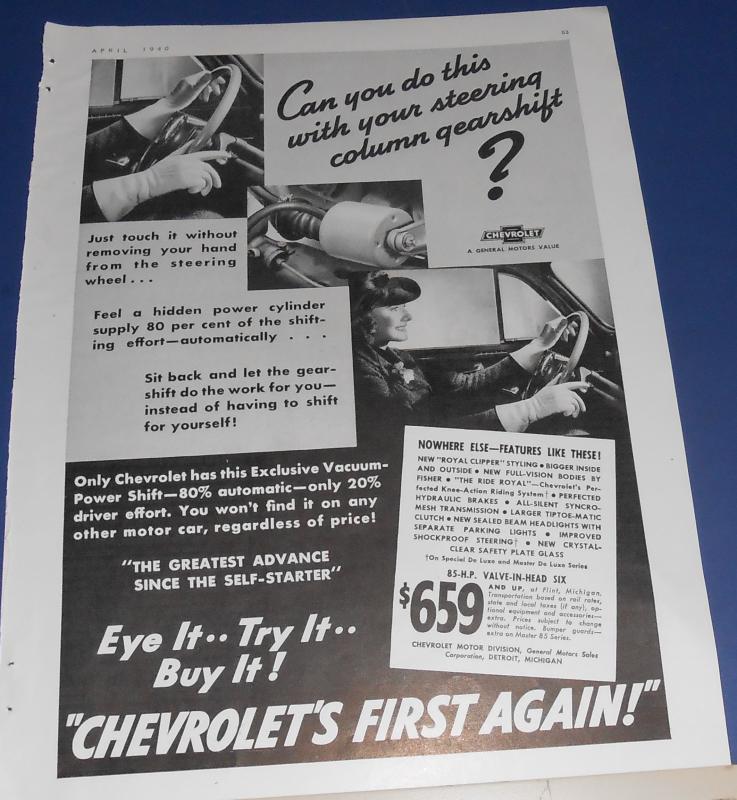 APRIL 1940
53
Can you do this
with your steering
column gearshift
?
CHEVROLET
A GENERAL MOTORS VALUE
Just touch it without
removing your hand
from the steering
wheel . . .
Feel a hidden power cylinder
supply 80 per cent of the shift-
ing effort—automatically . . .
Sit back and let the gear-
shift do the work for you—
instead of having to shift
for yourself!
Only Chevrolet has this Exclusive Vacuum-
Power Shift—80% automatic—only 20%
driver effort. You won't find it on any
other motor car, regardless of price!
"THE GREATEST ADVANCE
SINCE THE SELF-STARTER"
Eye It·· Try It··
Buy It!
NOWHERE ELSE—FEATURES LIKE THESE!
NEW "ROYAL CLIPPER" STYLING • BIGGER INSIDE
AND OUTSIDE • NEW FULL-VISION BODIES BY
FISHER • "THE RIDE ROYAL"—Chevrolet's Per-
fected Knee-Action Riding System† • PERFECTED
HYDRAULIC BRAKES • ALL-SILENT SYNCRO-
MESH TRANSMISSION • LARGER TIPTOE-MATIC
CLUTCH • NEW SEALED BEAM HEADLIGHTS WITH
SEPARATE PARKING LIGHTS • IMPROVED
SHOCKPROOF STEERING† • NEW CRYSTAL-
CLEAR SAFETY PLATE GLASS
†On Special De Luxe and Master De Luxe Series
85-H.P. VALVE-IN-HEAD SIX
$659
AND UP, at Flint, Michigan.
Transportation based on rail rates,
state and local taxes (if any), op-
tional equipment and accessories—
extra. Prices subject to change
without notice. Bumper guards—
extra on Master 85 Series.
CHEVROLET MOTOR DIVISION, General Motors Sales
Corporation, DETROIT, MICHIGAN
"CHEVROLET'S FIRST AGAIN!"